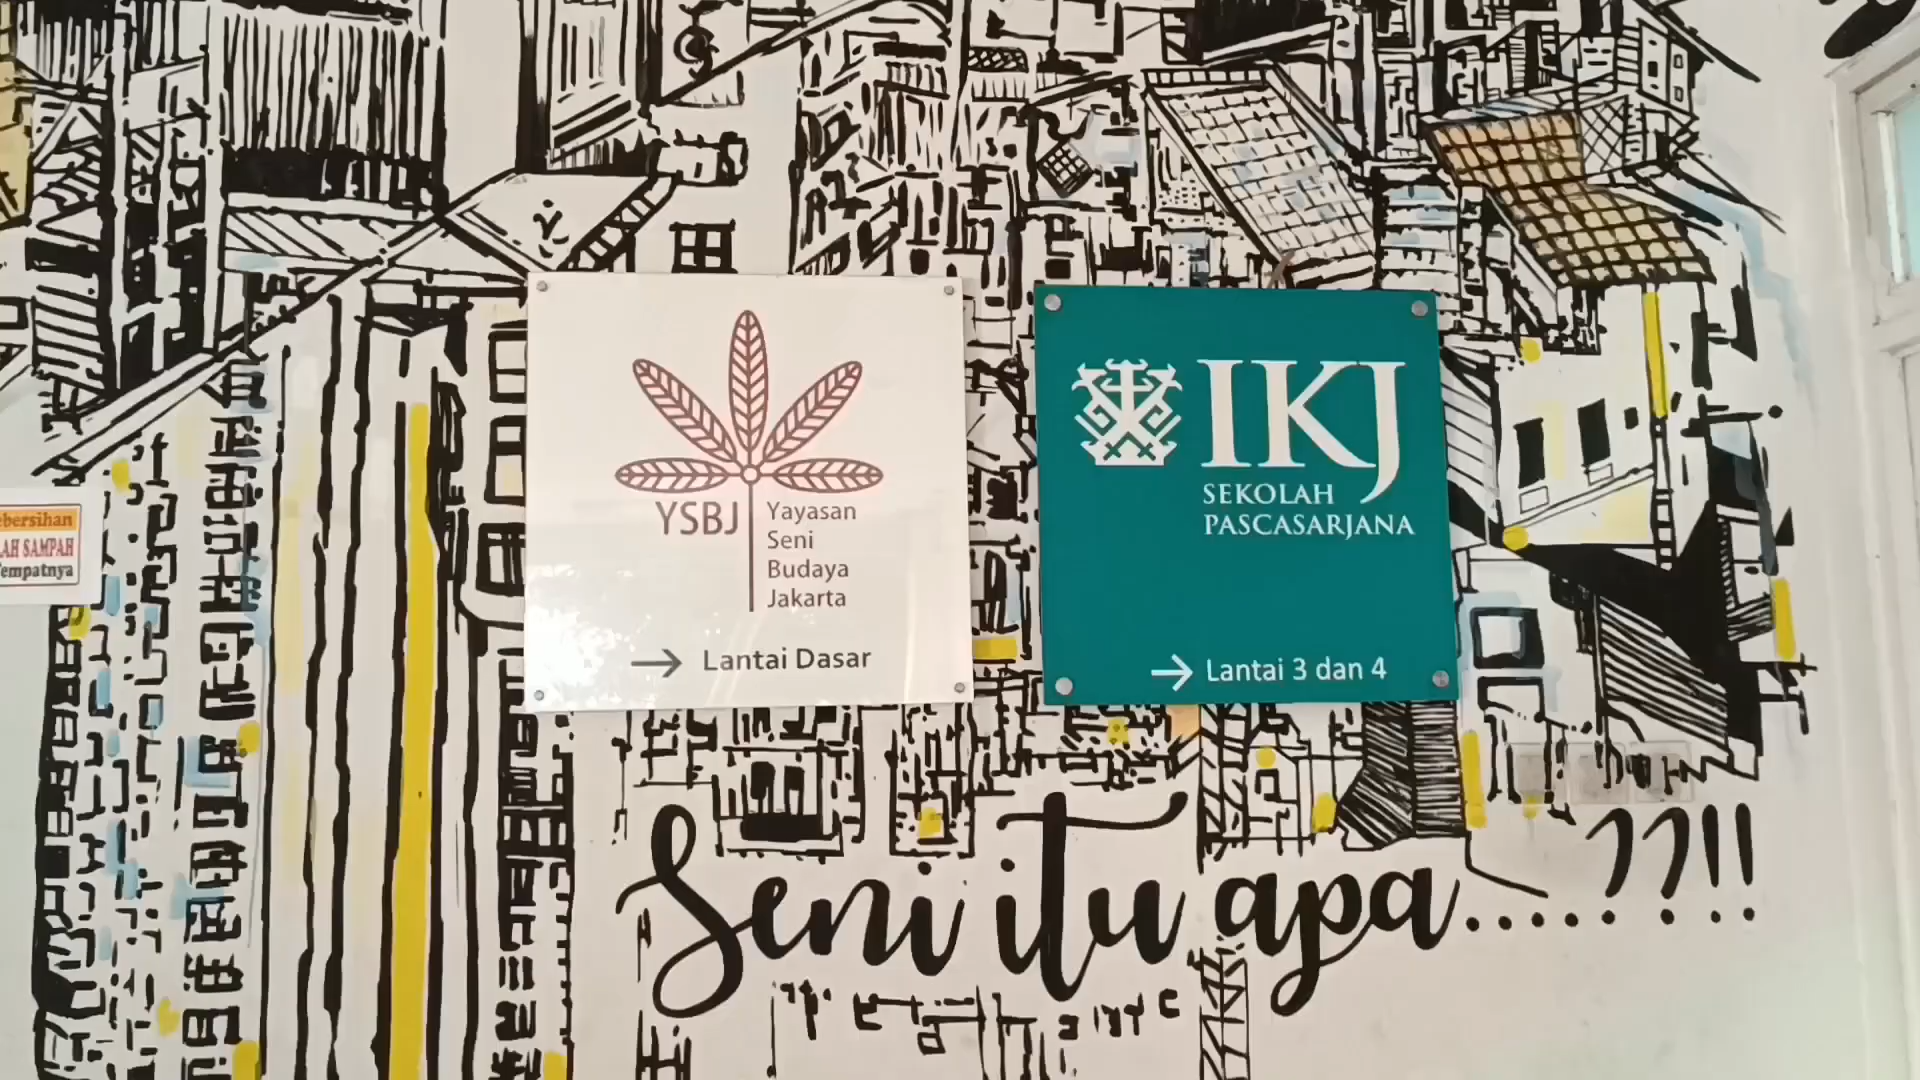 ebersihan
AH SAMPAH
empatnya
YSBJ
Yayasan
Seni
Budaya
Jakarta
→ Lantai Dasar
IKJ
SEKOLAH
PASCASARJANA
→ Lantai 3 dan 4
Seni itu apa.....??!!